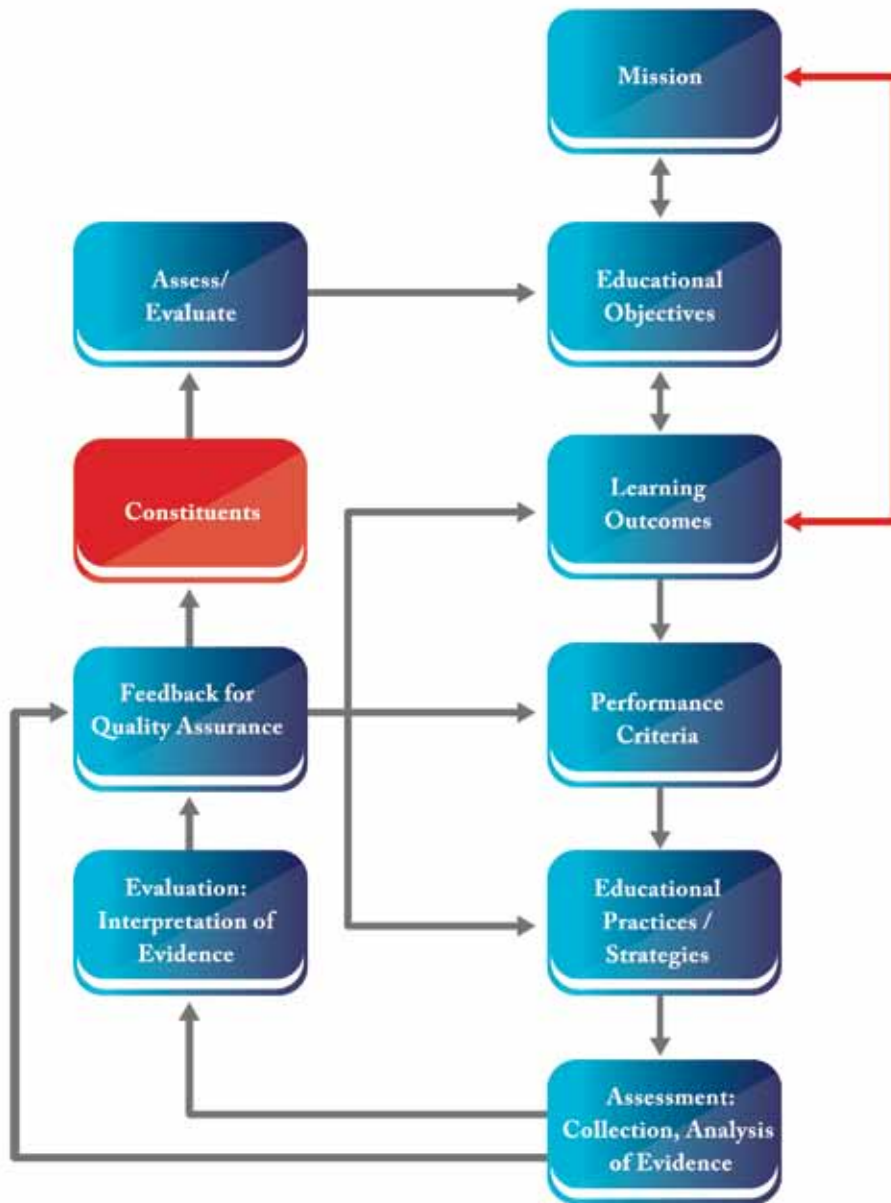 Mission
Assess/
Evaluate
Educational
Objectives
Constituents
Learning
Outcomes
Feedback for
Quality Assurance
Performance
Criteria
Evaluation:
Interpretation of
Evidence
Educational
Practices /
Strategies
Assessment:
Collection, Analysis
of Evidence